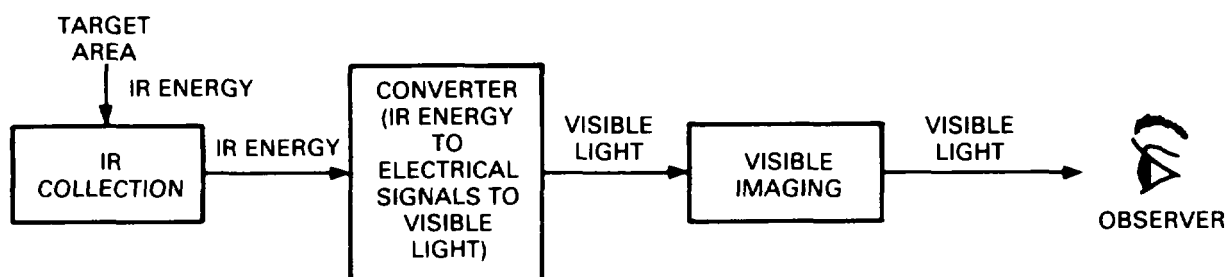 TARGET
AREA
IR ENERGY
IR
COLLECTION
IR ENERGY
CONVERTER
(IR ENERGY
TO
ELECTRICAL
SIGNALS TO
VISIBLE
LIGHT)
VISIBLE
LIGHT
VISIBLE
IMAGING
VISIBLE
LIGHT
OBSERVER